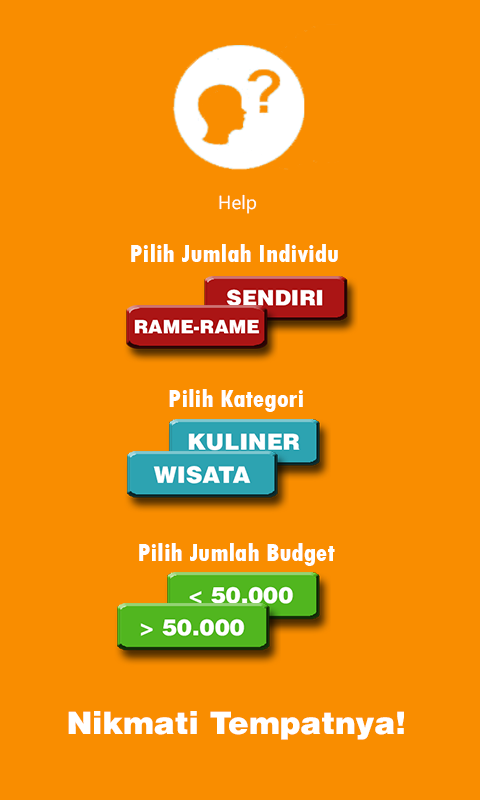 ?
Help
Pilih Jumlah Individu
SENDIRI
RAME-RAME
Pilih Kategori
KULINER
WISATA
Pilih Jumlah Budget
< 50.000
> 50.000
Nikmati Tempatnya!